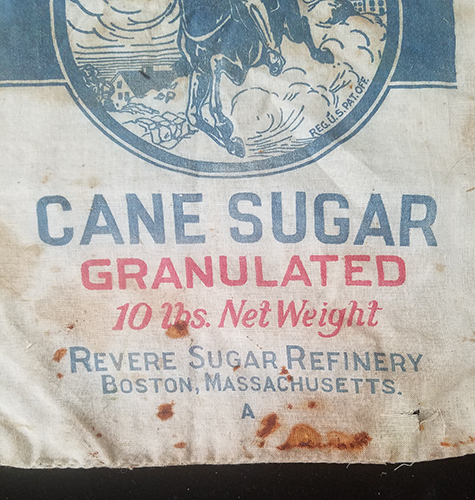 REG. U.S. PAT. OFF.
CANE SUGAR
GRANULATED
10 lbs. Net Weight
REVERE SUGAR REFINERY
BOSTON, MASSACHUSETTS.
A